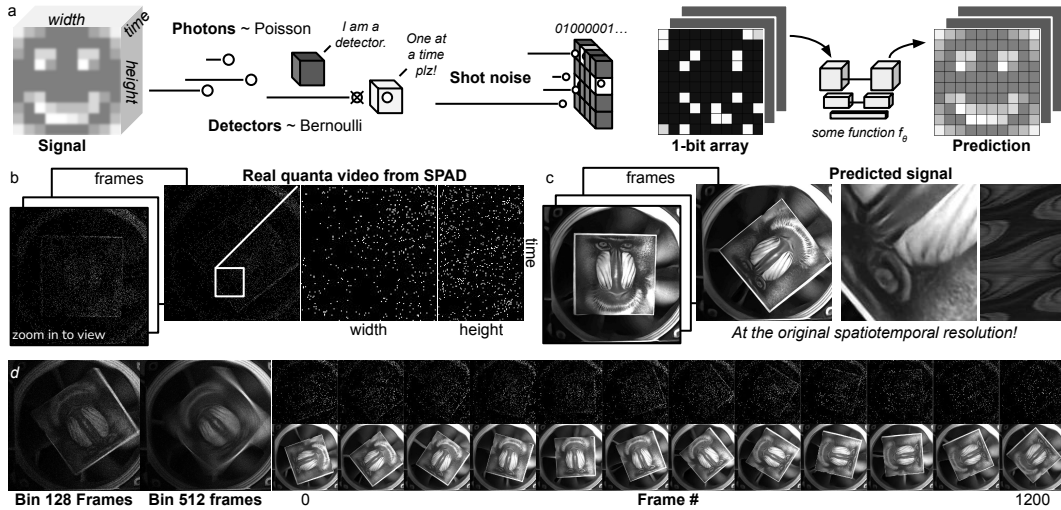 a
width
time
height
Signal
Photons ~ Poisson
I am a
detector.
One at
a time
plz!
Detectors ~ Bernoulli
Shot noise
01000001...
1-bit array
some function fθ
Prediction
b
frames
Real quanta video from SPAD
zoom in to view
width
height
time
c
frames
Predicted signal
At the original spatiotemporal resolution!
d
Bin 128 Frames
Bin 512 frames
0
Frame #
1200